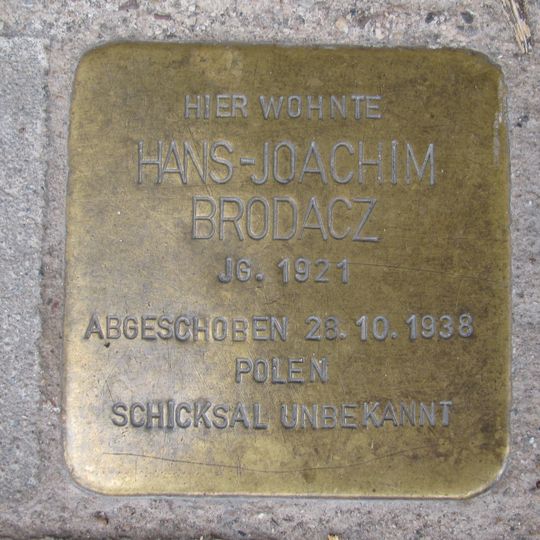 HIER WOHNTE
HANS-JOACHIM
BRODACZ
JG. 1921
ABGESCHOBEN 28.10.1938
POLEN
SCHICKSAL UNBEKANNT